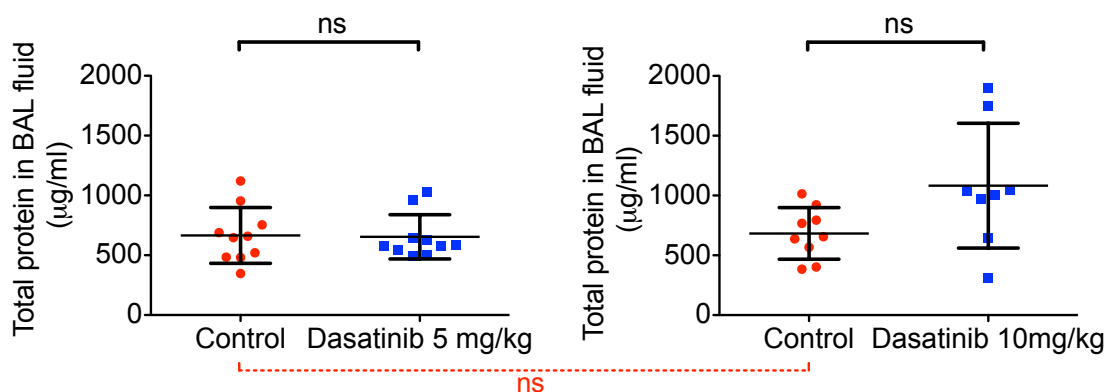 ns
Total protein in BAL fluid
(µg/ml)
2000
1500
1000
500
0
Control
Dasatinib 5 mg/kg
ns
Total protein in BAL fluid
(µg/ml)
2000
1500
1000
500
0
Control
Dasatinib 10mg/kg
ns